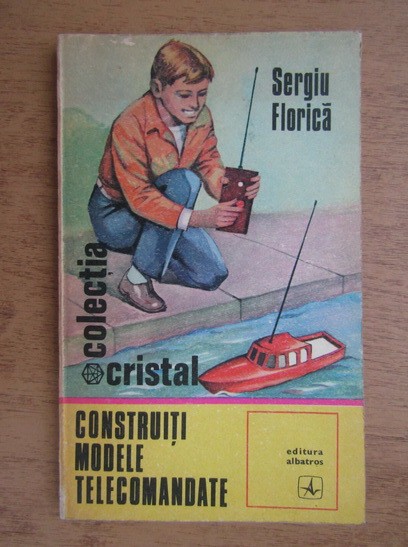 Sergiu
Florică
colecția
cristal
CONSTRUIȚI
MODELE
TELECOMANDATE
editura
albatros